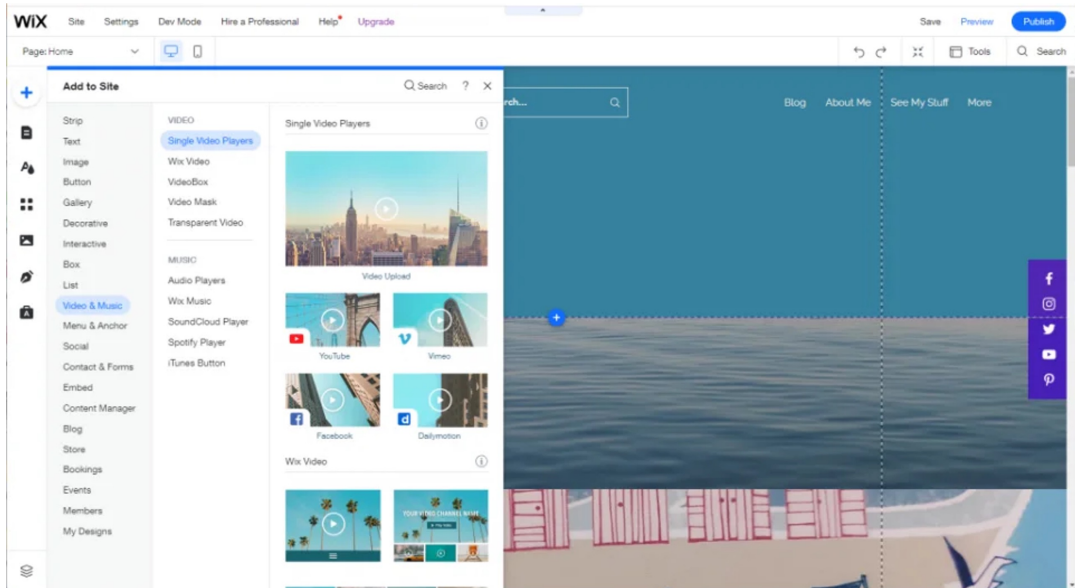 WiX Site Settings Dev Mode Hire a Professional Help Upgrade Save Preview Publish
Page: Home Tools Search
Add to Site Search ? ×
Strip
Text
Image
Button
Gallery
Decorative
Interactive
Box
List
Video & Music
Menu & Anchor
Social
Contact & Forms
Embed
Content Manager
Blog
Store
Bookings
Events
Members
My Designs
VIDEO
Single Video Players
Wix Video
VideoBox
Video Mask
Transparent Video
MUSIC
Audio Players
Wix Music
SoundCloud Player
Spotify Player
iTunes Button
Single Video Players
Video Upload
YouTube Vimeo
Facebook Dailymotion
Wix Video
YOUR VIDEO CHANNEL NAME
rch...
Blog About Me See My Stuff More